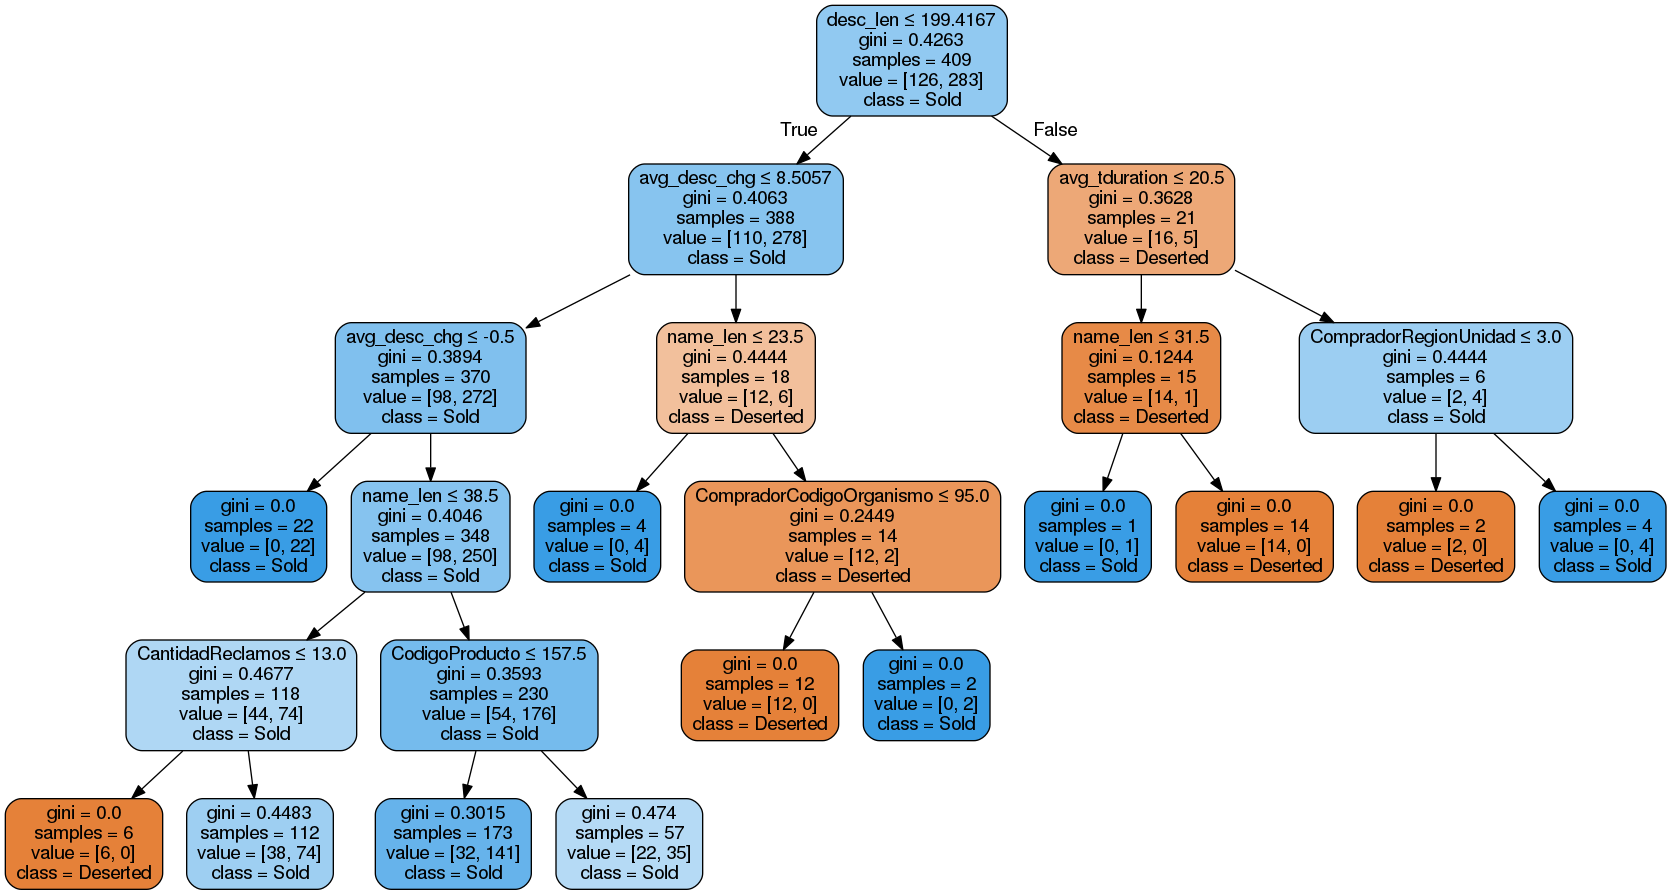 desc_len ≤ 199.4167
gini = 0.4263
samples = 409
value = [126, 283]
class = Sold
True
False
avg_desc_chg ≤ 8.5057
gini = 0.4063
samples = 388
value = [110, 278]
class = Sold
avg_tduration ≤ 20.5
gini = 0.3628
samples = 21
value = [16, 5]
class = Deserted
avg_desc_chg ≤ -0.5
gini = 0.3894
samples = 370
value = [98, 272]
class = Sold
name_len ≤ 23.5
gini = 0.4444
samples = 18
value = [12, 6]
class = Deserted
name_len ≤ 31.5
gini = 0.1244
samples = 15
value = [14, 1]
class = Deserted
CompradorRegionUnidad ≤ 3.0
gini = 0.4444
samples = 6
value = [2, 4]
class = Sold
gini = 0.0
samples = 22
value = [0, 22]
class = Sold
name_len ≤ 38.5
gini = 0.4046
samples = 348
value = [98, 250]
class = Sold
gini = 0.0
samples = 4
value = [0, 4]
class = Sold
CompradorCodigoOrganismo ≤ 95.0
gini = 0.2449
samples = 14
value = [12, 2]
class = Deserted
gini = 0.0
samples = 1
value = [0, 1]
class = Sold
gini = 0.0
samples = 14
value = [14, 0]
class = Deserted
gini = 0.0
samples = 2
value = [2, 0]
class = Deserted
gini = 0.0
samples = 4
value = [0, 4]
class = Sold
CantidadReclamos ≤ 13.0
gini = 0.4677
samples = 118
value = [44, 74]
class = Sold
CodigoProducto ≤ 157.5
gini = 0.3593
samples = 230
value = [54, 176]
class = Sold
gini = 0.0
samples = 12
value = [12, 0]
class = Deserted
gini = 0.0
samples = 2
value = [0, 2]
class = Sold
gini = 0.0
samples = 6
value = [6, 0]
class = Deserted
gini = 0.4483
samples = 112
value = [38, 74]
class = Sold
gini = 0.3015
samples = 173
value = [32, 141]
class = Sold
gini = 0.474
samples = 57
value = [22, 35]
class = Sold